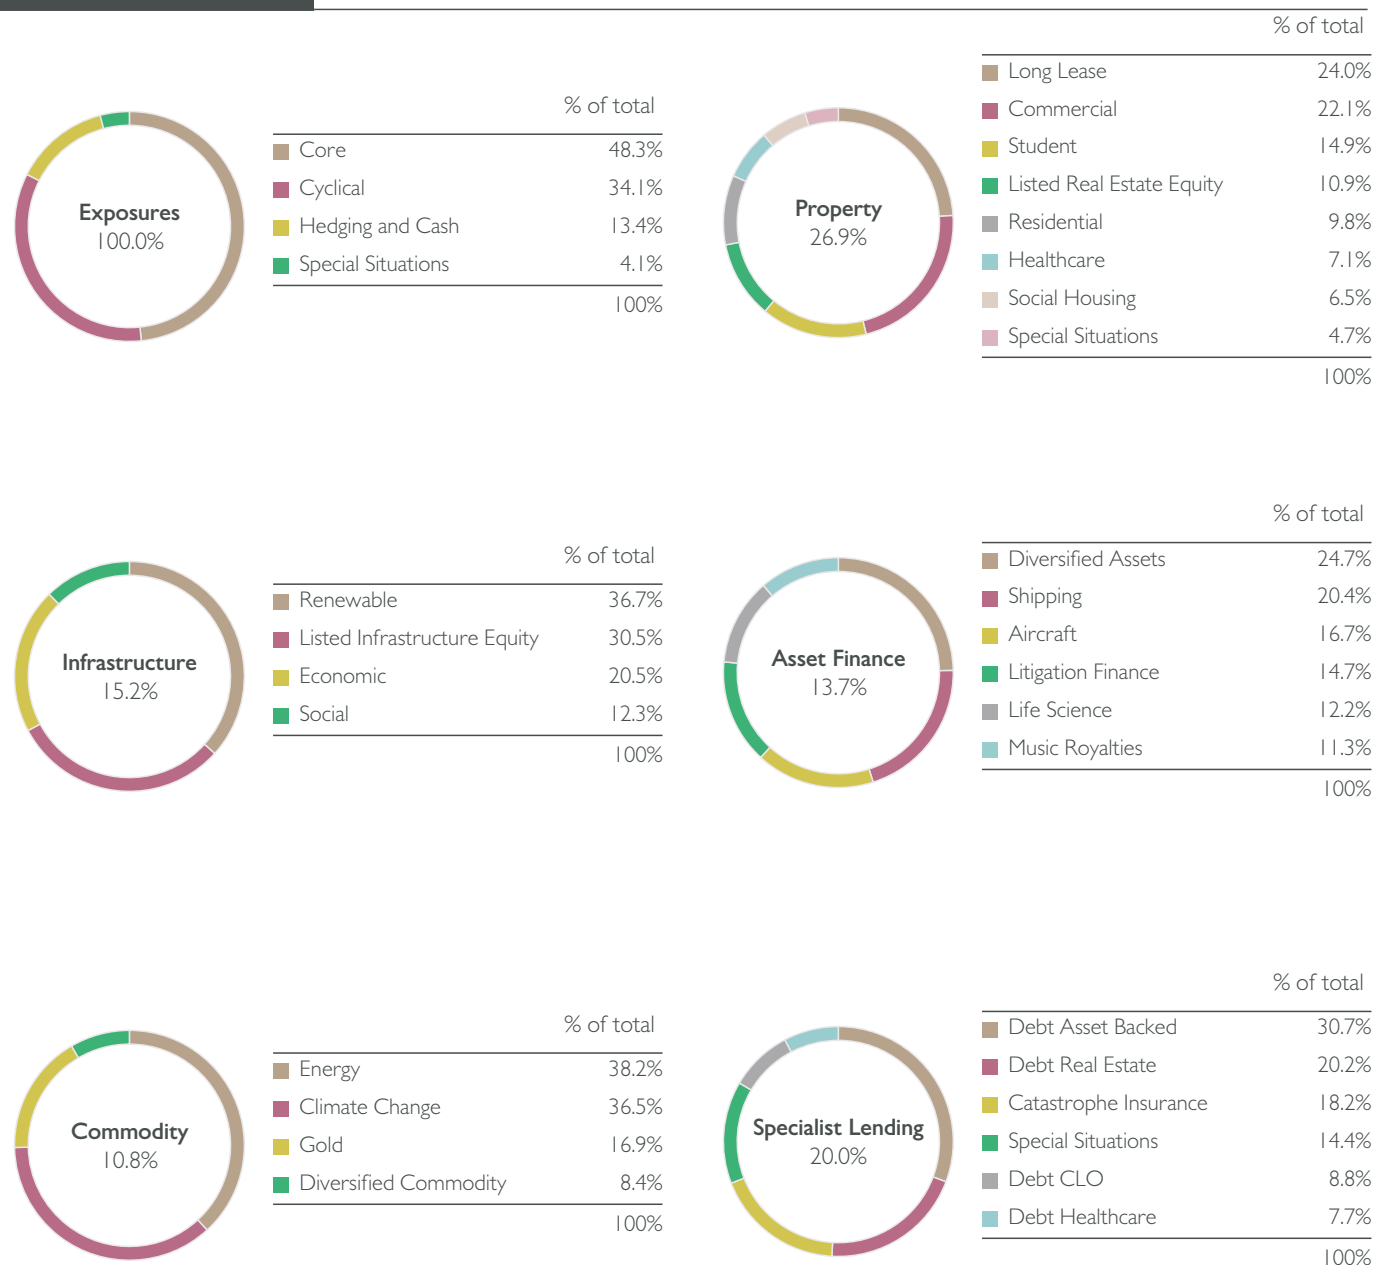 % of total
Exposures
100.0%
Core 48.3%
Cyclical 34.1%
Hedging and Cash 13.4%
Special Situations 4.1%
100%
% of total
Property
26.9%
Long Lease 24.0%
Commercial 22.1%
Student 14.9%
Listed Real Estate Equity 10.9%
Residential 9.8%
Healthcare 7.1%
Social Housing 6.5%
Special Situations 4.7%
100%
% of total
Infrastructure
15.2%
Renewable 36.7%
Listed Infrastructure Equity 30.5%
Economic 20.5%
Social 12.3%
100%
% of total
Asset Finance
13.7%
Diversified Assets 24.7%
Shipping 20.4%
Aircraft 16.7%
Litigation Finance 14.7%
Life Science 12.2%
Music Royalties 11.3%
100%
% of total
Commodity
10.8%
Energy 38.2%
Climate Change 36.5%
Gold 16.9%
Diversified Commodity 8.4%
100%
% of total
Specialist Lending
20.0%
Debt Asset Backed 30.7%
Debt Real Estate 20.2%
Catastrophe Insurance 18.2%
Special Situations 14.4%
Debt CLO 8.8%
Debt Healthcare 7.7%
100%